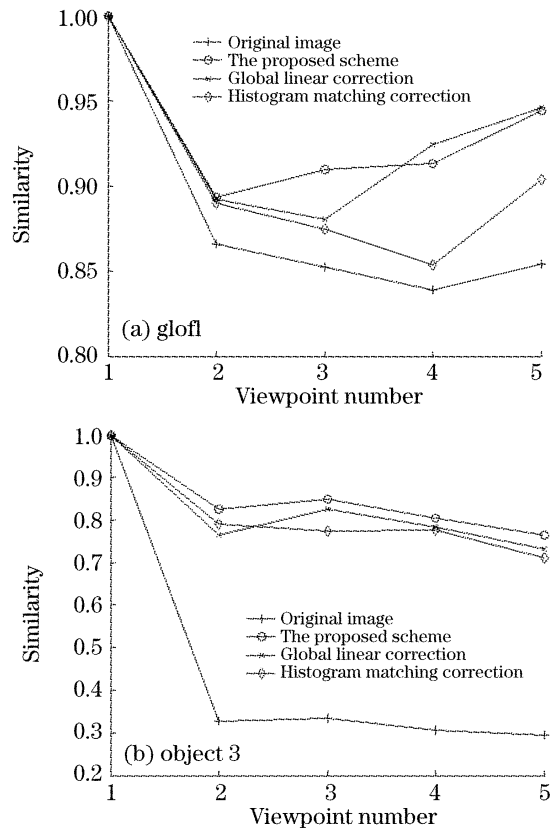 1.00
Original image
The proposed scheme
Global linear correction
Histogram matching correction
0.95
0.90
Similarity
0.85
(a) glofl
0.80
1 2 3 4 5
Viewpoint number
1.0
0.9
0.8
0.7
0.6
Similarity
0.5
Original image
The proposed scheme
Global linear correction
Histogram matching correction
0.4
0.3
(b) object 3
0.2
1 2 3 4 5
Viewpoint number